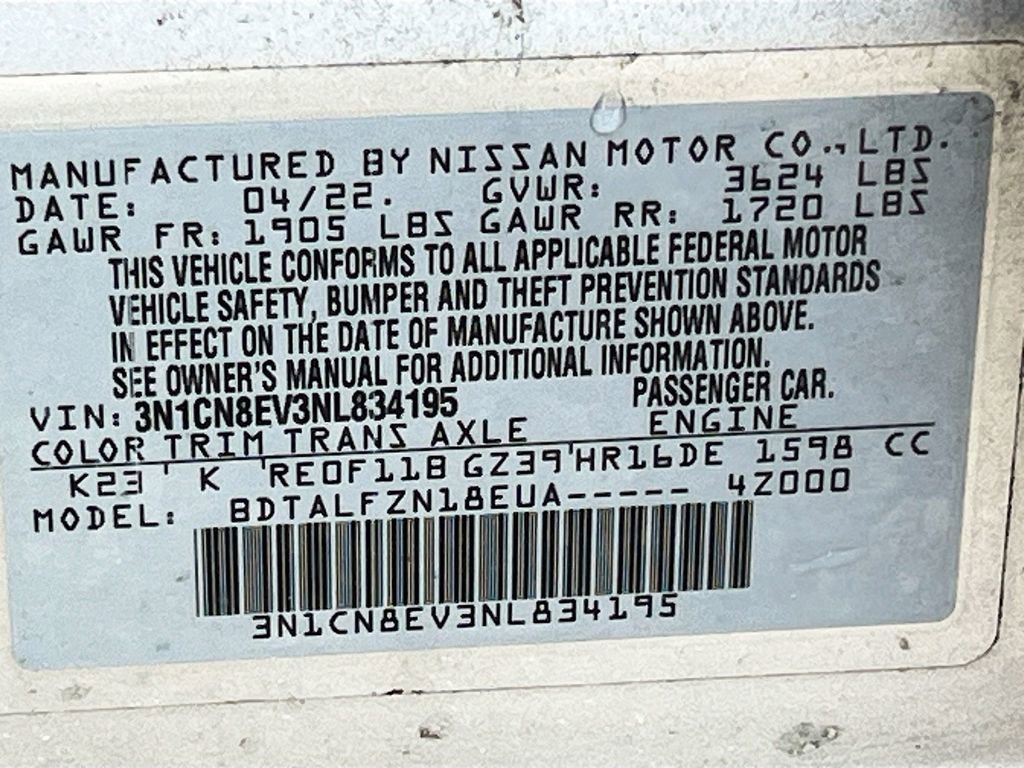 MANUFACTURED BY NISSAN MOTOR CO., LTD.
DATE: 04/22. GVWR: 3624 LBS
GAWR FR: 1905 LBS GAWR RR: 1720 LBS
THIS VEHICLE CONFORMS TO ALL APPLICABLE FEDERAL MOTOR
VEHICLE SAFETY, BUMPER AND THEFT PREVENTION STANDARDS
IN EFFECT ON THE DATE OF MANUFACTURE SHOWN ABOVE.
SEE OWNER'S MANUAL FOR ADDITIONAL INFORMATION.
VIN: 3N1CN8EV3NL834195 PASSENGER CAR.
COLOR TRIM TRANS AXLE ENGINE
K23 ' K 'RE0F11B GZ39'HR16DE 1598 CC
MODEL: BDTALFZN18EUA----- 4Z000
3N1CN8EV3NL834195